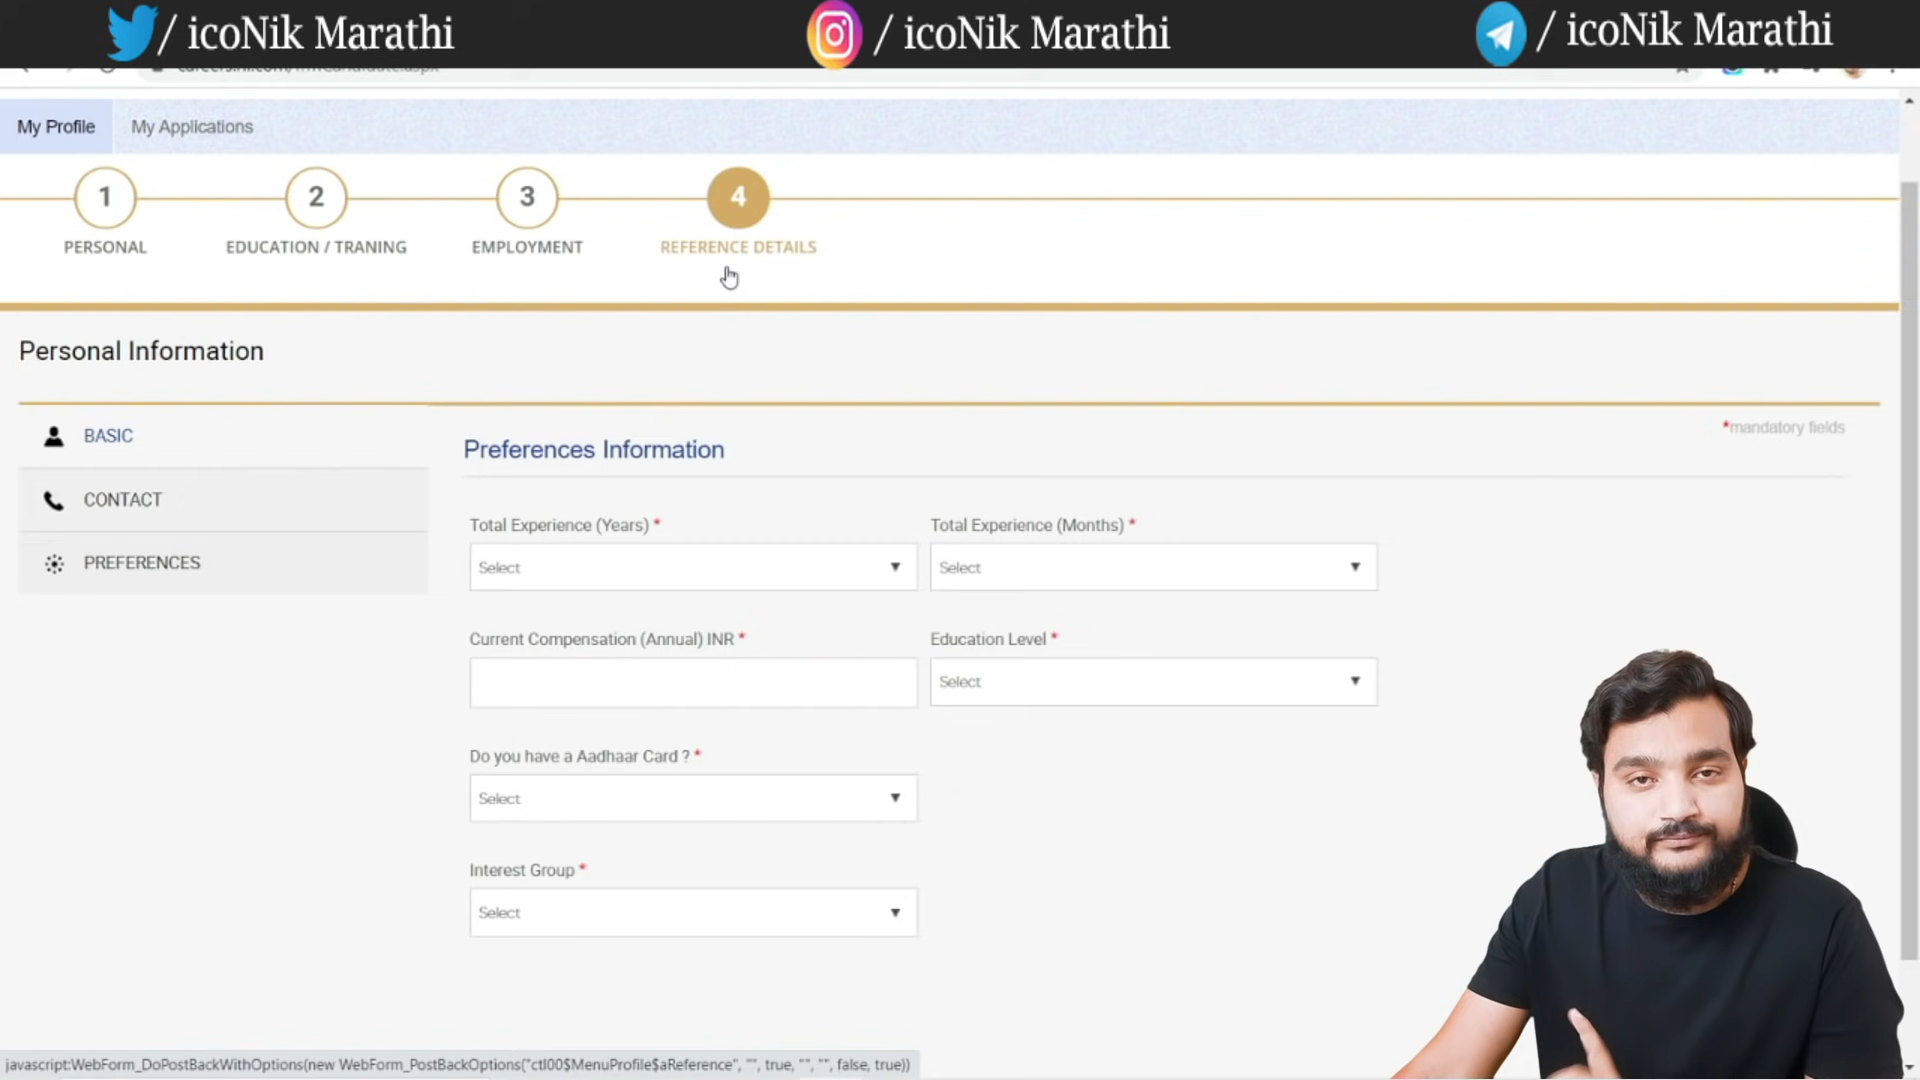 / icoNik Marathi
/ icoNik Marathi
/ icoNik Marathi
My Profile
My Applications
1
2
3
4
PERSONAL
EDUCATION / TRANING
EMPLOYMENT
REFERENCE DETAILS
Personal Information
BASIC
CONTACT
PREFERENCES
*mandatory fields
Preferences Information
Total Experience (Years) *
Total Experience (Months) *
Select
Select
Current Compensation (Annual) INR *
Education Level *
Select
Do you have a Aadhaar Card ? *
Select
Interest Group *
Select
javascript:WebForm_DoPostBackWithOptions(new WebForm_PostBackOptions("ctl00$MenuProfile$aReference", "", true, "", "", false, true))